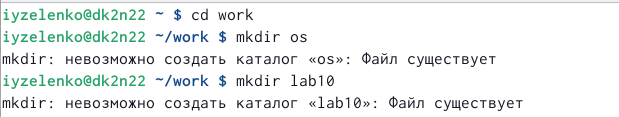 iyzelenko@dk2n22 ~ $ cd work
iyzelenko@dk2n22 ~/work $ mkdir os
mkdir: невозможно создать каталог «os»: Файл существует
iyzelenko@dk2n22 ~/work $ mkdir lab10
mkdir: невозможно создать каталог «lab10»: Файл существует